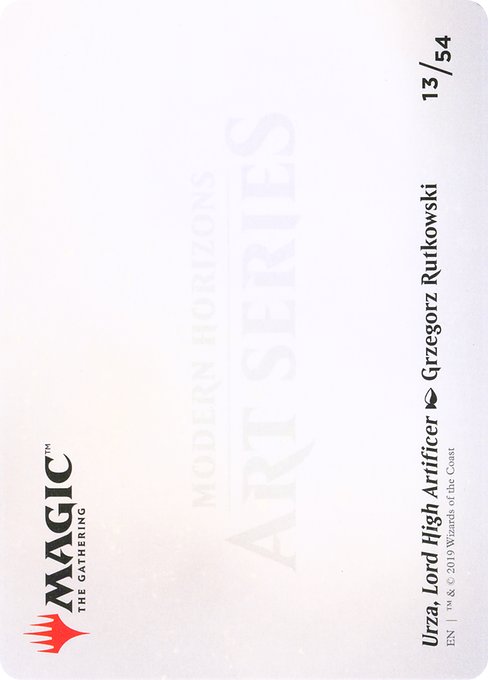 MAGIC™
THE GATHERING
MODERN HORIZONS
ART SERIES
13/54
Urza, Lord High Artificer Grzegorz Rutkowski
EN | ™ & © 2019 Wizards of the Coast